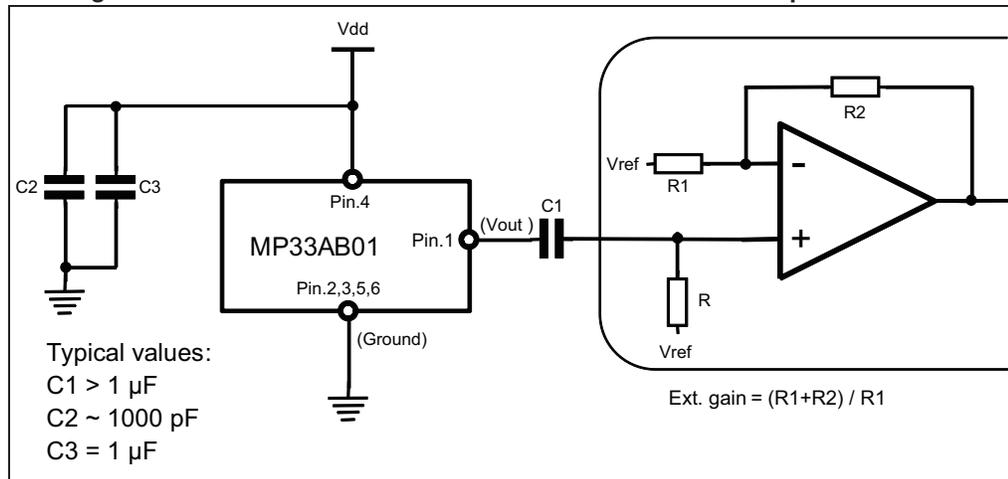 Vdd
C2
C3
Pin.4
MP33AB01
Pin.1
(Vout )
C1
Pin.2,3,5,6
(Ground)
Vref
R1
R2
-
+
R
Vref
Typical values:
C1 > 1 µF
C2 ~ 1000 pF
C3 = 1 µF
Ext. gain = (R1+R2) / R1